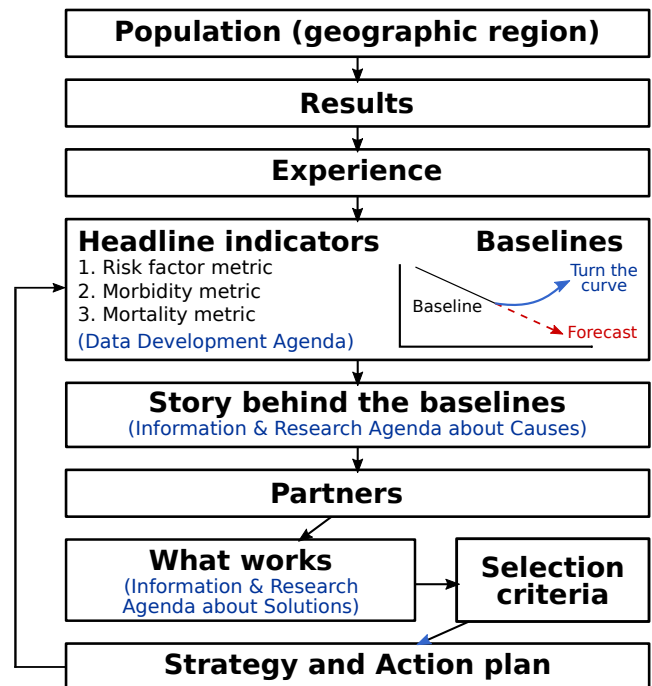 Population (geographic region)
Results
Experience
Headline indicators
1. Risk factor metric
2. Morbidity metric
3. Mortality metric
(Data Development Agenda)
Baselines
Turn the
curve
Baseline
Forecast
Story behind the baselines
(Information & Research Agenda about Causes)
Partners
What works
(Information & Research
Agenda about Solutions)
Selection
criteria
Strategy and Action plan